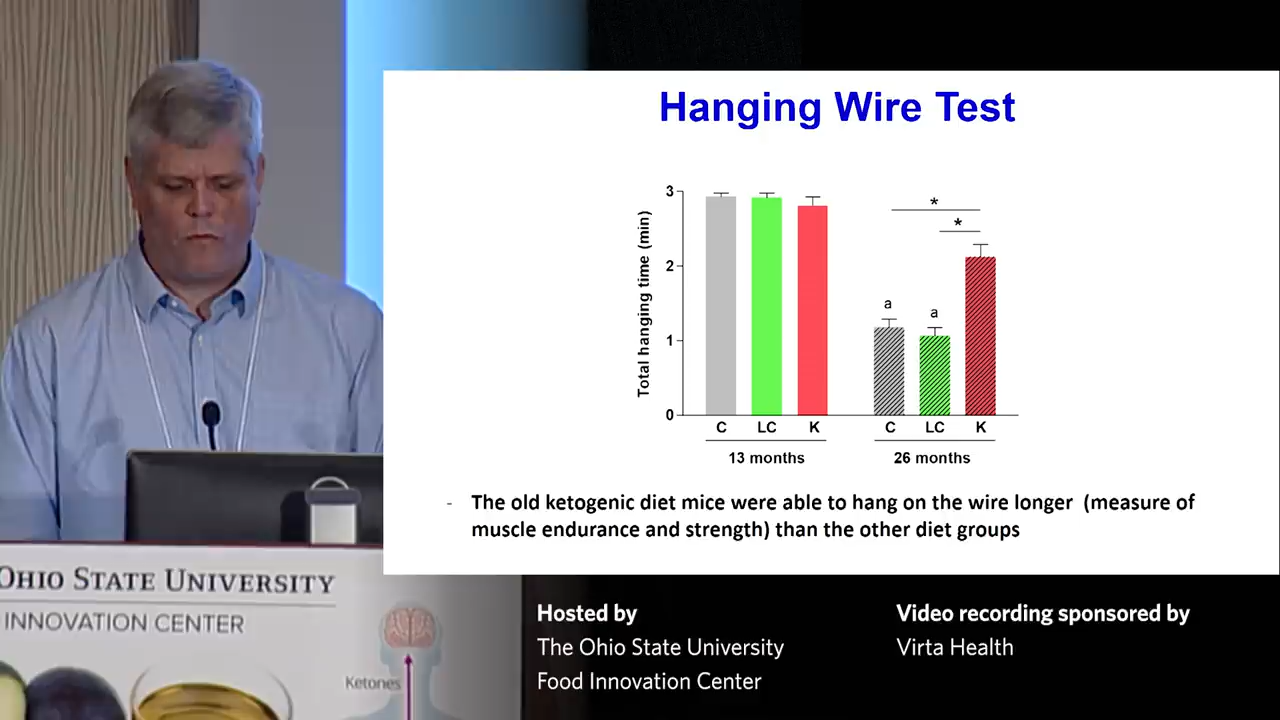 Hanging Wire Test
Total hanging time (min)
3
2
1
0
*
*
a
a
C LC K C LC K
13 months 26 months
- The old ketogenic diet mice were able to hang on the wire longer (measure of
muscle endurance and strength) than the other diet groups
OHIO STATE UNIVERSITY
INNOVATION CENTER
Ketones
Hosted by
The Ohio State University
Food Innovation Center
Video recording sponsored by
Virta Health